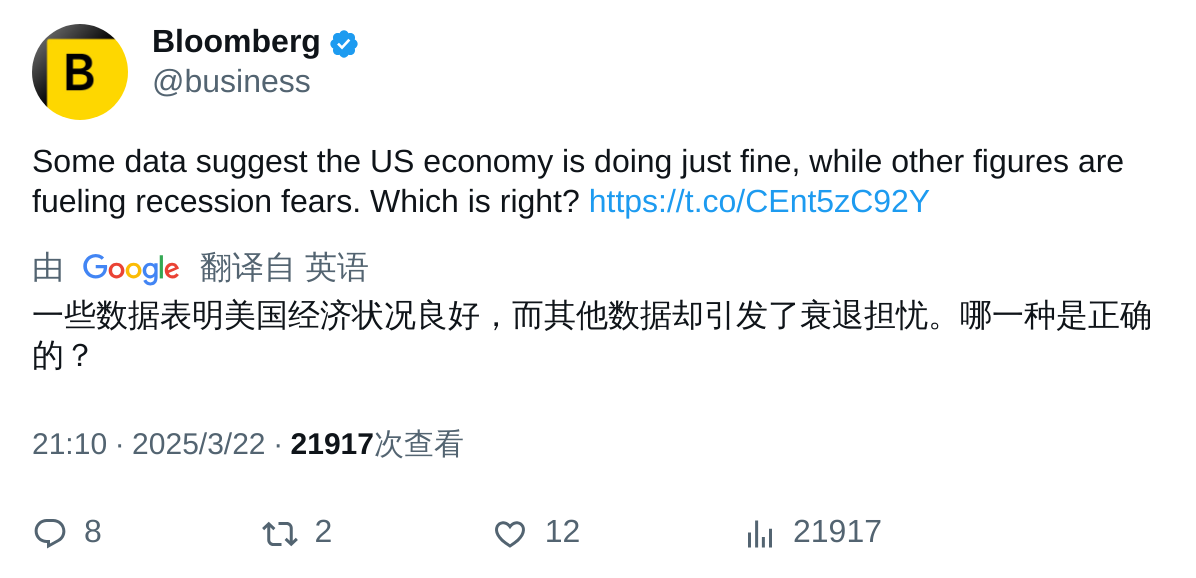 B
Bloomberg
@business
Some data suggest the US economy is doing just fine, while other figures are
fueling recession fears. Which is right? https://t.co/CEnt5zC92Y
由 Google 翻译自 英语
一些数据表明美国经济状况良好，而其他数据却引发了衰退担忧。哪一种是正确
的？
21:10 · 2025/3/22 · 21917次查看
8 2 12 21917